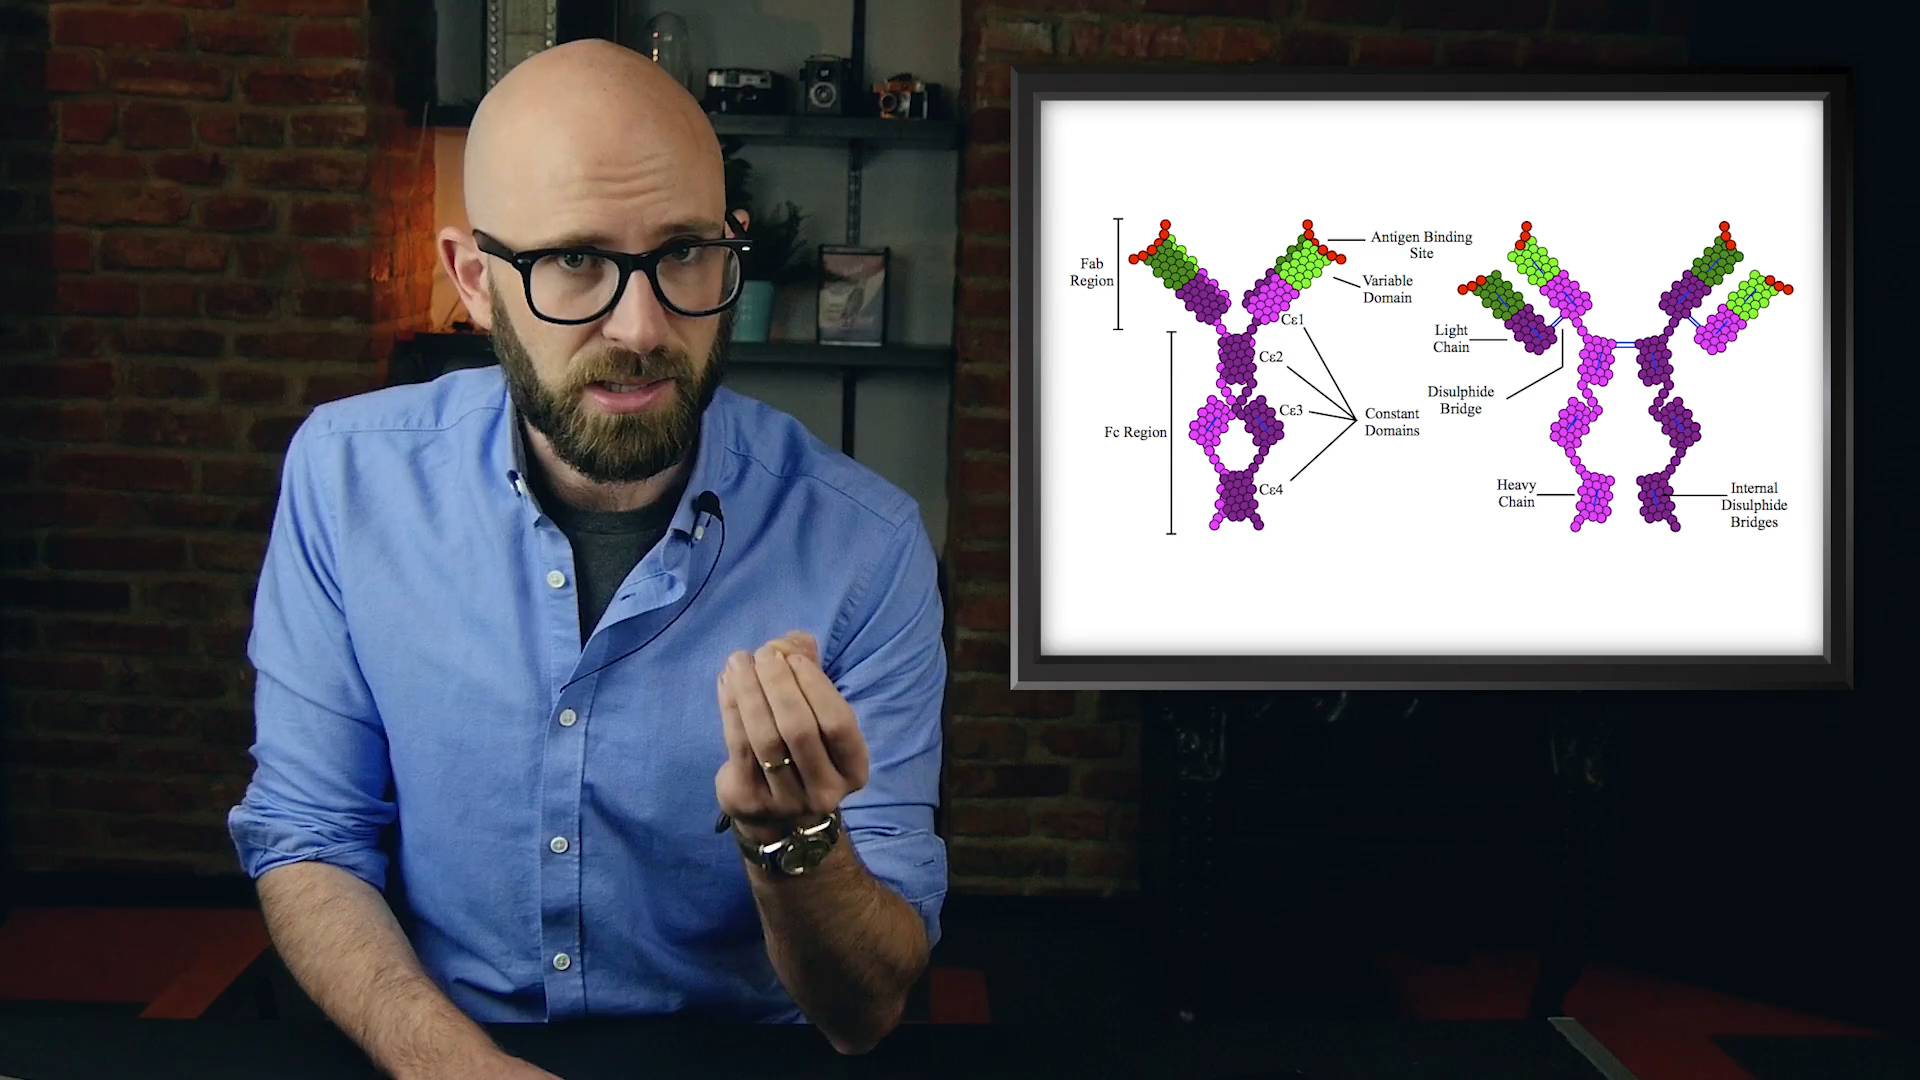 Fab
Region
Fc Region
Antigen Binding
Site
Variable
Domain
Cε1
Cε2
Cε3
Cε4
Constant
Domains
Light
Chain
Disulphide
Bridge
Heavy
Chain
Internal
Disulphide
Bridges